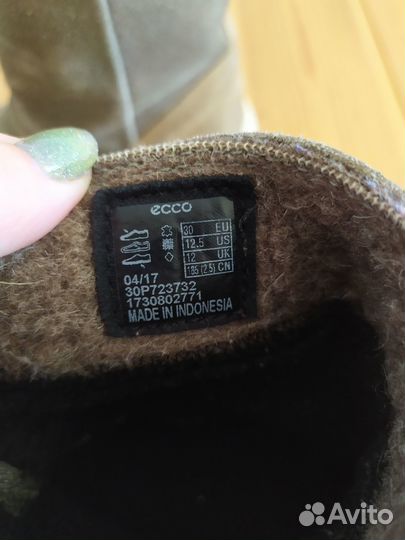 ecco
30 EU
12.5 US
12 UK
185 (2.5) CN
04/17
30P723732
1730802771
MADE IN INDONESIA
Avito